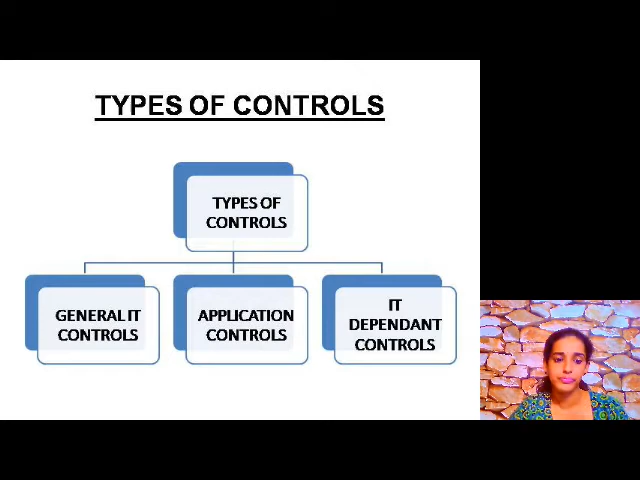 TYPES OF CONTROLS
TYPES OF
CONTROLS
GENERAL IT
CONTROLS
APPLICATION
CONTROLS
IT
DEPENDANT
CONTROLS